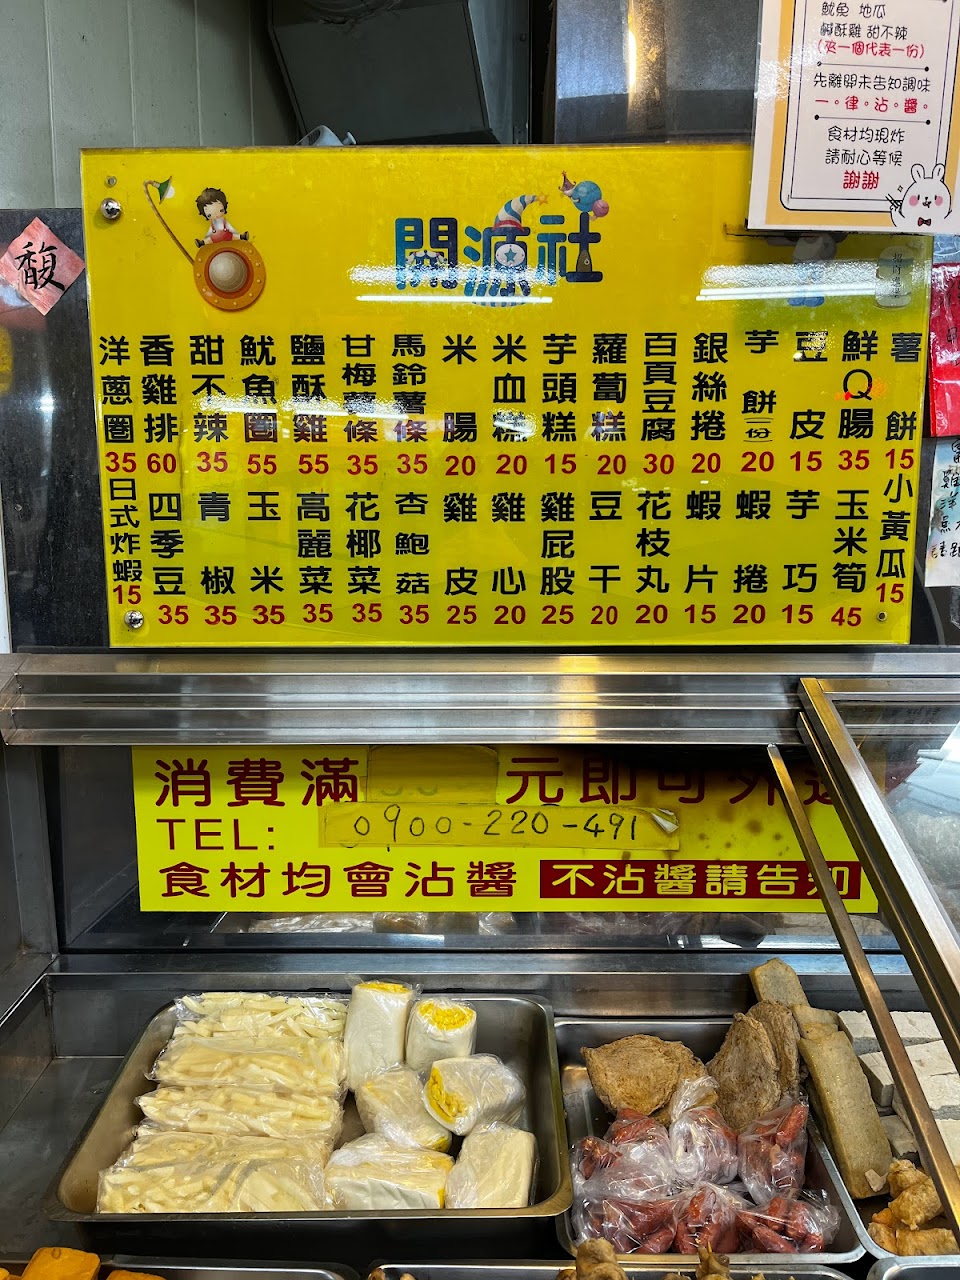 魷魚 地瓜
鹹酥雞 甜不辣
(夾一個代表一份)
先離開未告知調味
一。律。沾。醬。
食材均現炸
請耐心等候
謝謝
馥
開源社
洋蔥圈 35
香雞排 60
甜不辣 35
魷魚圈 55
鹽酥雞 55
甘梅薯條 35
馬鈴薯條 35
米腸 20
米血糕 20
芋頭糕 15
蘿蔔糕 20
百頁豆腐 30
銀絲捲 20
芋餅(一份) 20
豆皮 15
鮮Q腸 35
薯餅 15
日式炸蝦 15
四季豆 35
青椒 35
玉米 35
高麗菜 35
花椰菜 35
杏鮑菇 35
雞皮 25
雞心 20
雞屁股 25
豆干 20
花枝丸 20
蝦片 15
蝦捲 20
芋巧 15
玉米筍 45
小黃瓜 15
消費滿 元即可外送
TEL: 0900-220-491
食材均會沾醬 不沾醬請告知